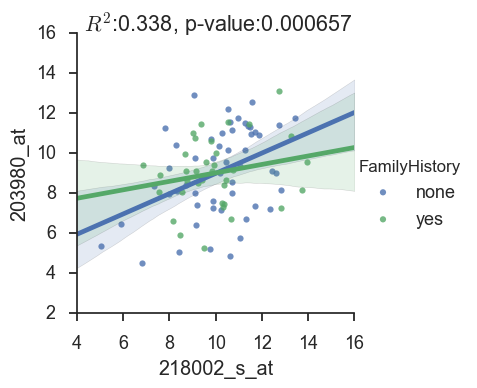 R²:0.338, p-value:0.000657
16
14
12
10
8
6
4
2
203980_at
4 6 8 10 12 14 16
218002_s_at
FamilyHistory
none
yes